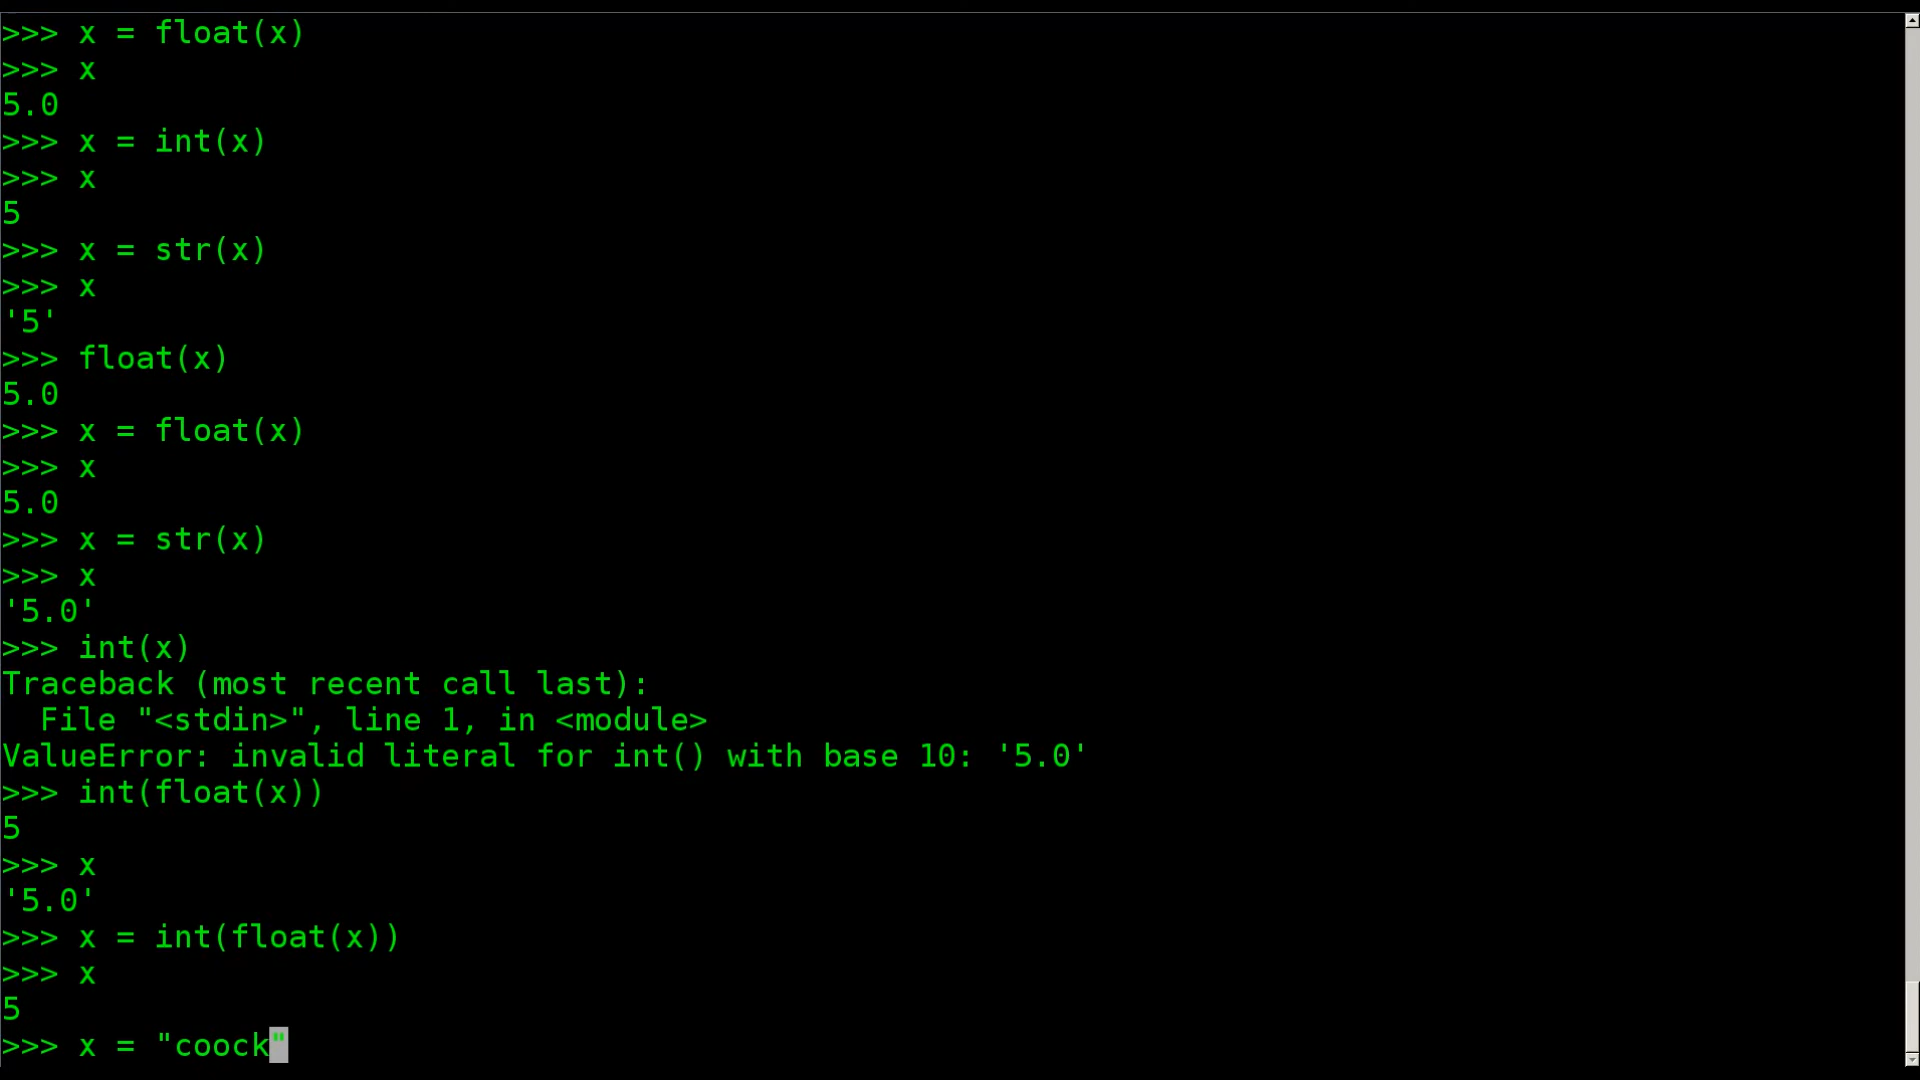 >>> x = float(x)
>>> x
5.0
>>> x = int(x)
>>> x
5
>>> x = str(x)
>>> x
'5'
>>> float(x)
5.0
>>> x = float(x)
>>> x
5.0
>>> x = str(x)
>>> x
'5.0'
>>> int(x)
Traceback (most recent call last):
  File "<stdin>", line 1, in <module>
ValueError: invalid literal for int() with base 10: '5.0'
>>> int(float(x))
5
>>> x
'5.0'
>>> x = int(float(x))
>>> x
5
>>> x = "coock"